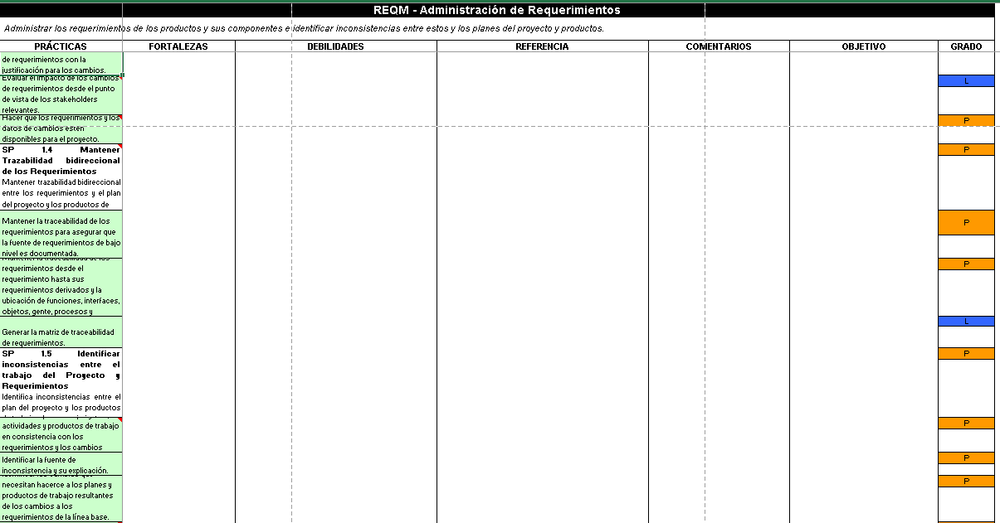 REQM - Administración de Requerimientos
Administrar los requerimientos de los productos y sus componentes e identificar inconsistencias entre estos y los planes del proyecto y productos.
PRÁCTICAS FORTALEZAS DEBILIDADES REFERENCIA COMENTARIOS OBJETIVO GRADO
de requerimientos con la
justificación para los cambios.
Evaluar el impacto de los cambios
L
de requerimientos desde el punto
de vista de los stakeholders
relevantes.
Hacer que los requerimientos y los
P
datos de cambios estén
disponibles para el proyecto.
SP 1.4 Mantener
P
Trazabilidad bidireccional
de los Requerimientos
Mantener trazabilidad bidireccional
entre los requerimientos y el plan
del proyecto y los productos de
Mantener la traceabilidad de los
P
requerimientos para asegurar que
la fuente de requerimientos de bajo
nivel es documentada.
Mantener la traceabilidad de los
P
requerimientos desde el
requerimiento hasta sus
requerimientos derivados y la
ubicación de funciones, interfaces,
objetos, gente, procesos y
L
Generar la matriz de traceabilidad
de requerimientos.
SP 1.5 Identificar
P
inconsistencias entre el
trabajo del Proyecto y
Requerimientos
Identifica inconsistencias entre el
plan del proyecto y los productos
P
actividades y productos de trabajo
en consistencia con los
requerimientos y los cambios
Identificar la fuente de
P
inconsistencia y su explicación.
P
necesitan hacerce a los planes y
productos de trabajo resultantes
de los cambios a los
requerimientos de la línea base.